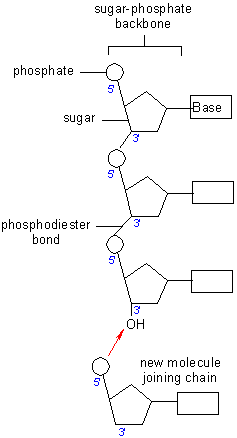 sugar-phosphate
backbone
phosphate
5'
Base
sugar
3'
5'
phosphodiester
bond
3'
5'
3'
OH
new molecule
joining chain
5'
3'